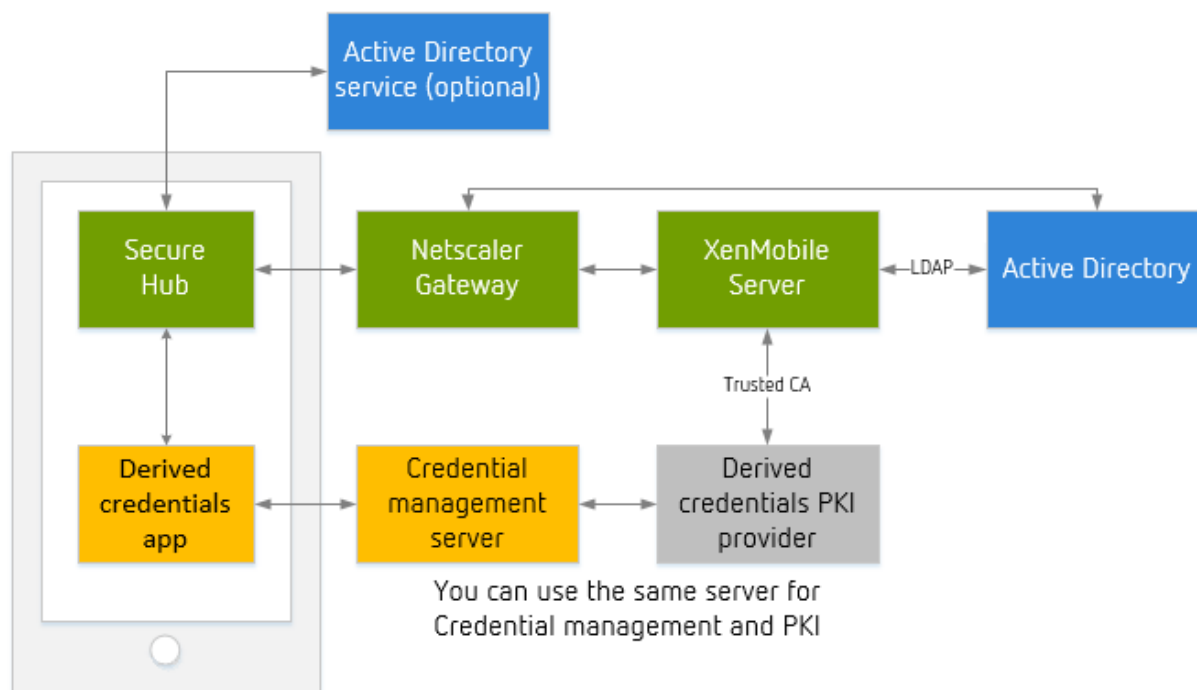 Active Directory
service (optional)
Secure
Hub
Netscaler
Gateway
XenMobile
Server
LDAP
Active Directory
Trusted CA
Derived
credentials
app
Credential
management
server
Derived
credentials PKI
provider
You can use the same server for
Credential management and PKI